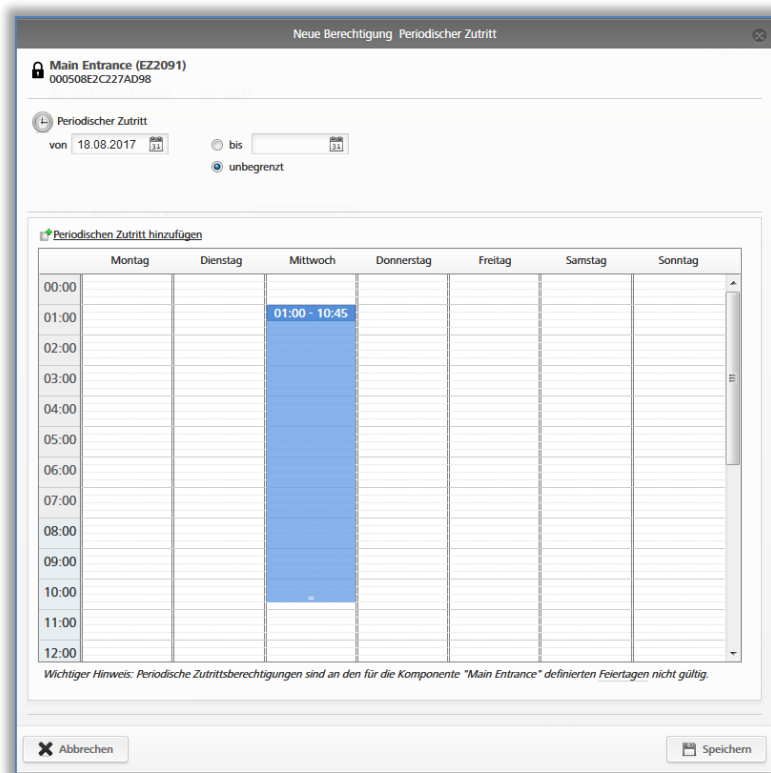 Neue Berechtigung Periodischer Zutritt
Main Entrance (EZ2091)
000508E2C227AD98
Periodischer Zutritt
von 18.08.2017 31 bis 31
unbegrenzt
Periodischen Zutritt hinzufügen
Montag Dienstag Mittwoch Donnerstag Freitag Samstag Sonntag
00:00
01:00 01:00 - 10:45
02:00
03:00
04:00
05:00
06:00
07:00
08:00
09:00
10:00
11:00
12:00
Wichtiger Hinweis: Periodische Zutrittsberechtigungen sind an den für die Komponente "Main Entrance" definierten Feiertagen nicht gültig.
Abbrechen Speichern